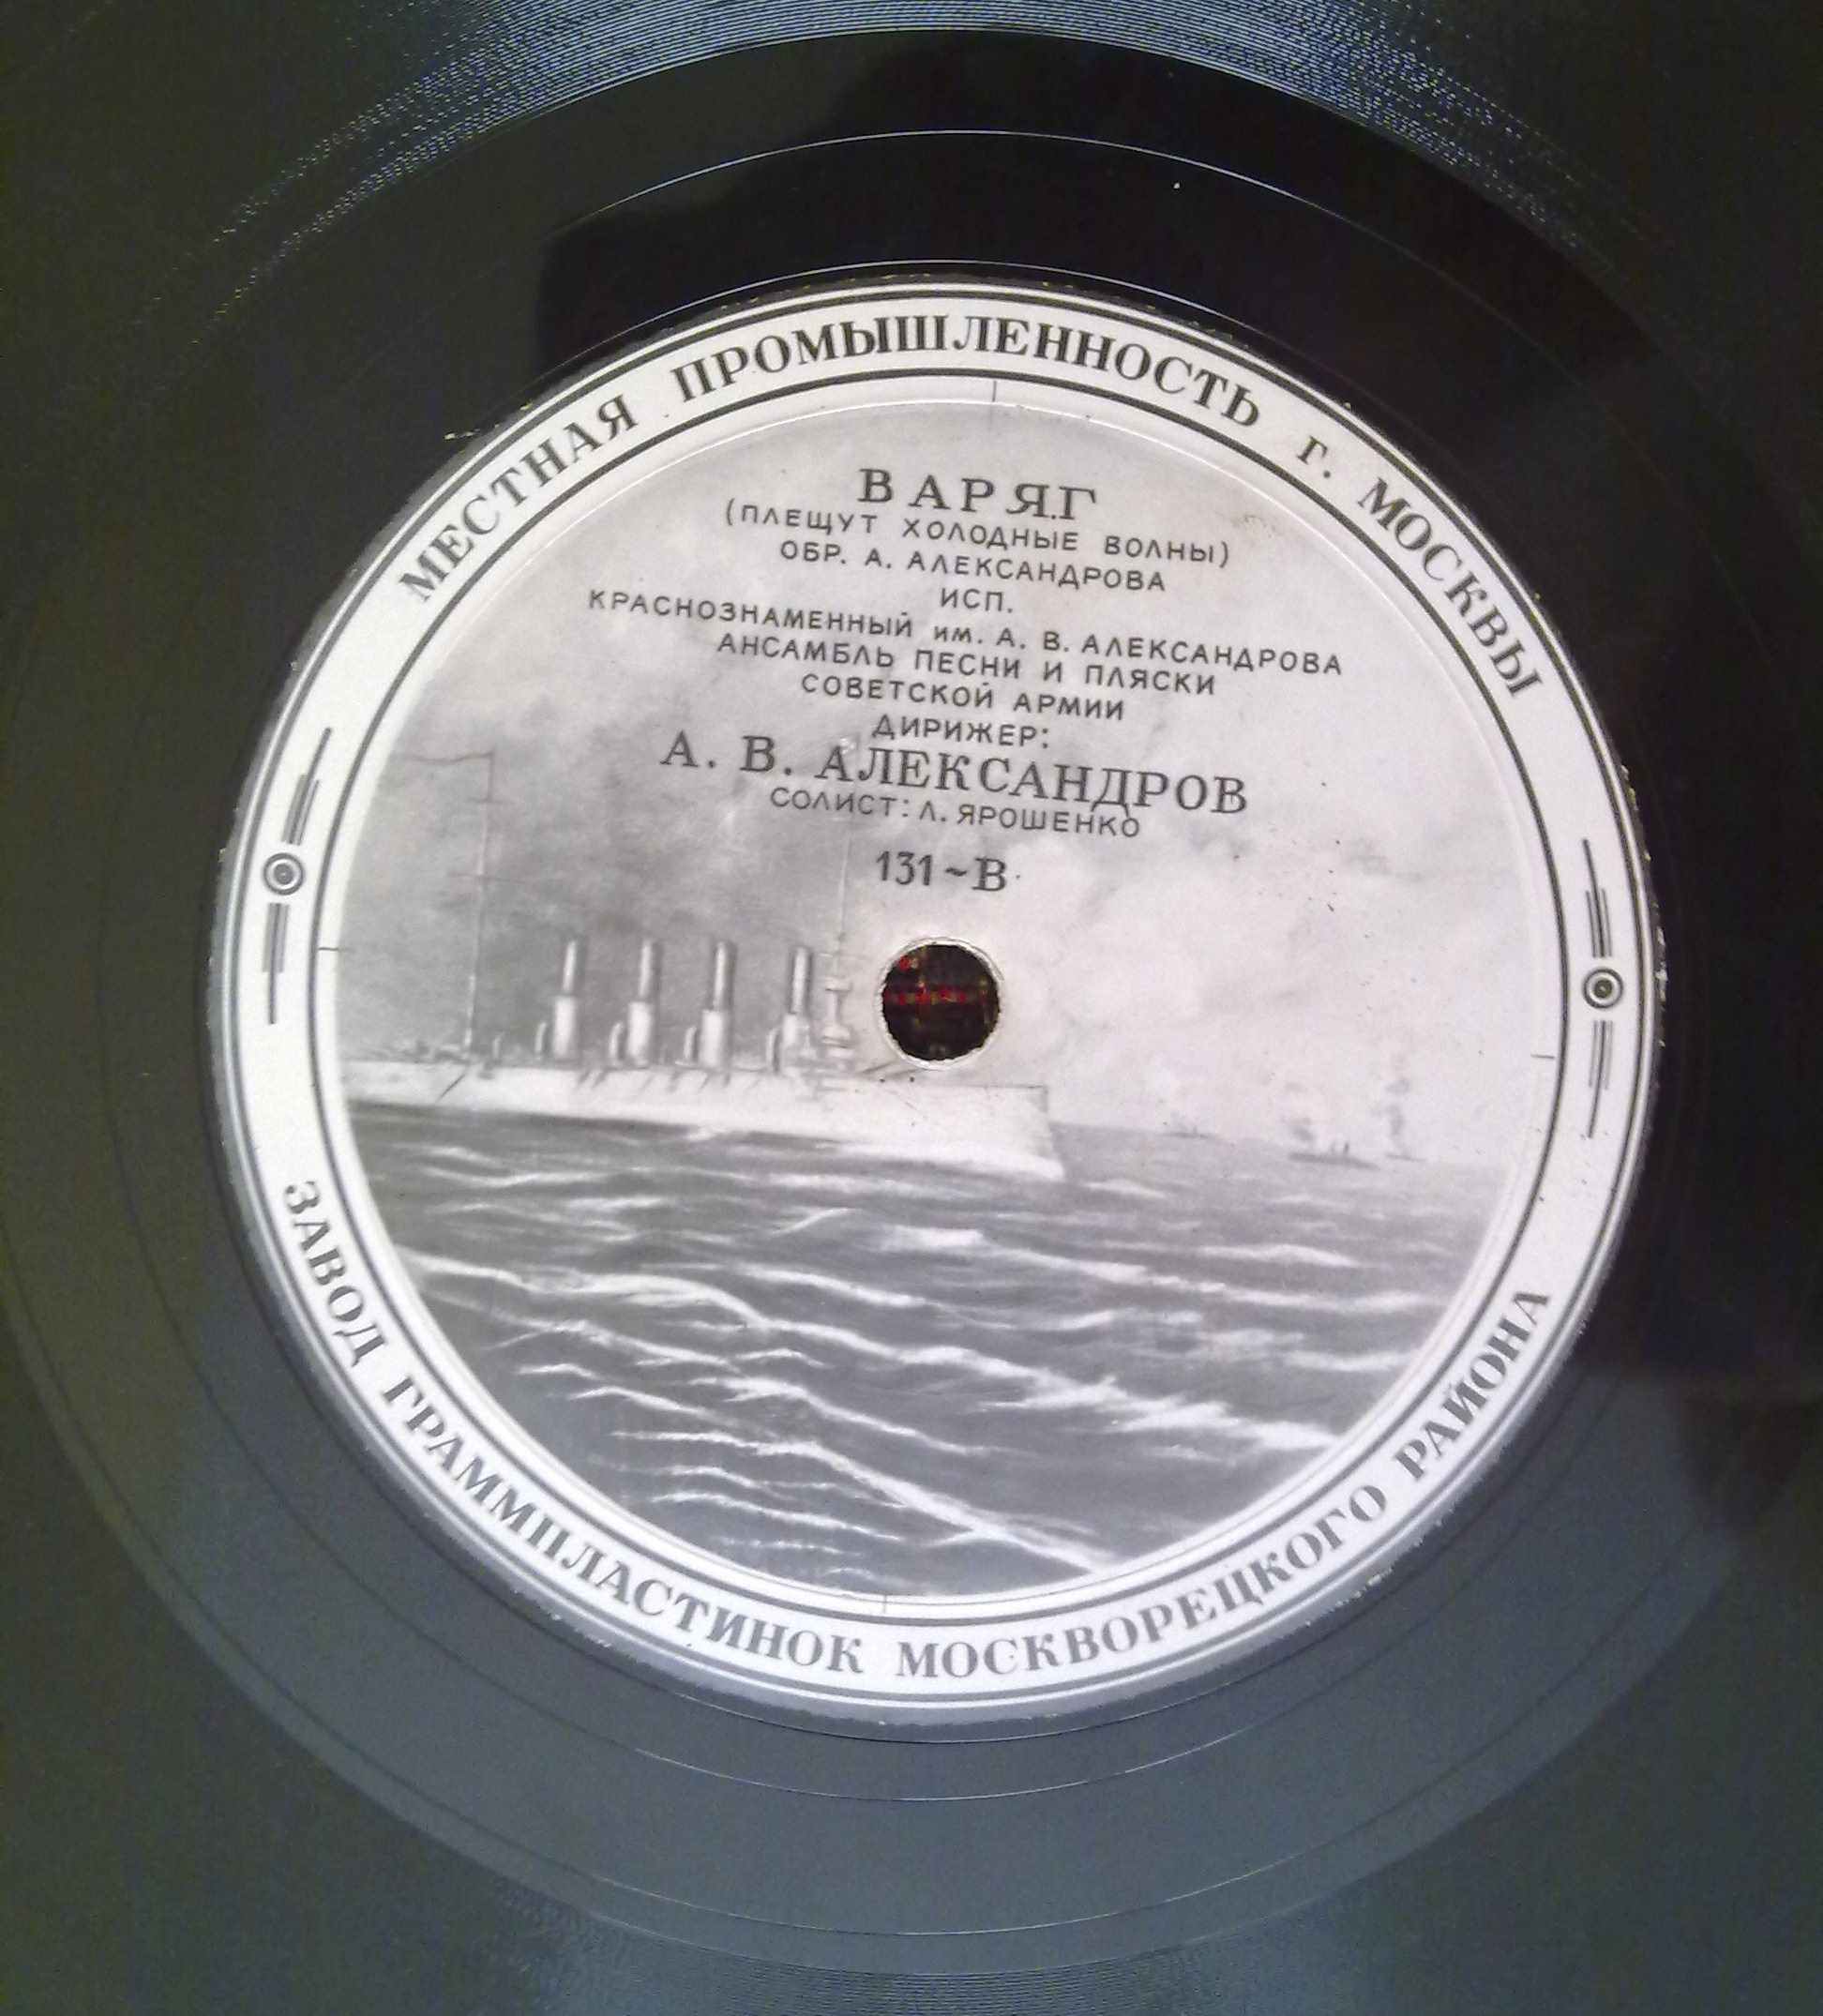 МЕСТНАЯ ПРОМЫШЛЕННОСТЬ г. МОСКВЫ
ВАРЯГ
(ПЛЕЩУТ ХОЛОДНЫЕ ВОЛНЫ)
ОБР. А. АЛЕКСАНДРОВА
ИСП.
КРАСНОЗНАМЕННЫЙ им. А. В. АЛЕКСАНДРОВА
АНСАМБЛЬ ПЕСНИ И ПЛЯСКИ
СОВЕТСКОЙ АРМИИ
ДИРИЖЕР:
А. В. АЛЕКСАНДРОВ
СОЛИСТ: Л. ЯРОШЕНКО
131~В
ЗАВОД ГРАММПЛАСТИНОК МОСКВОРЕЦКОГО РАЙОНА